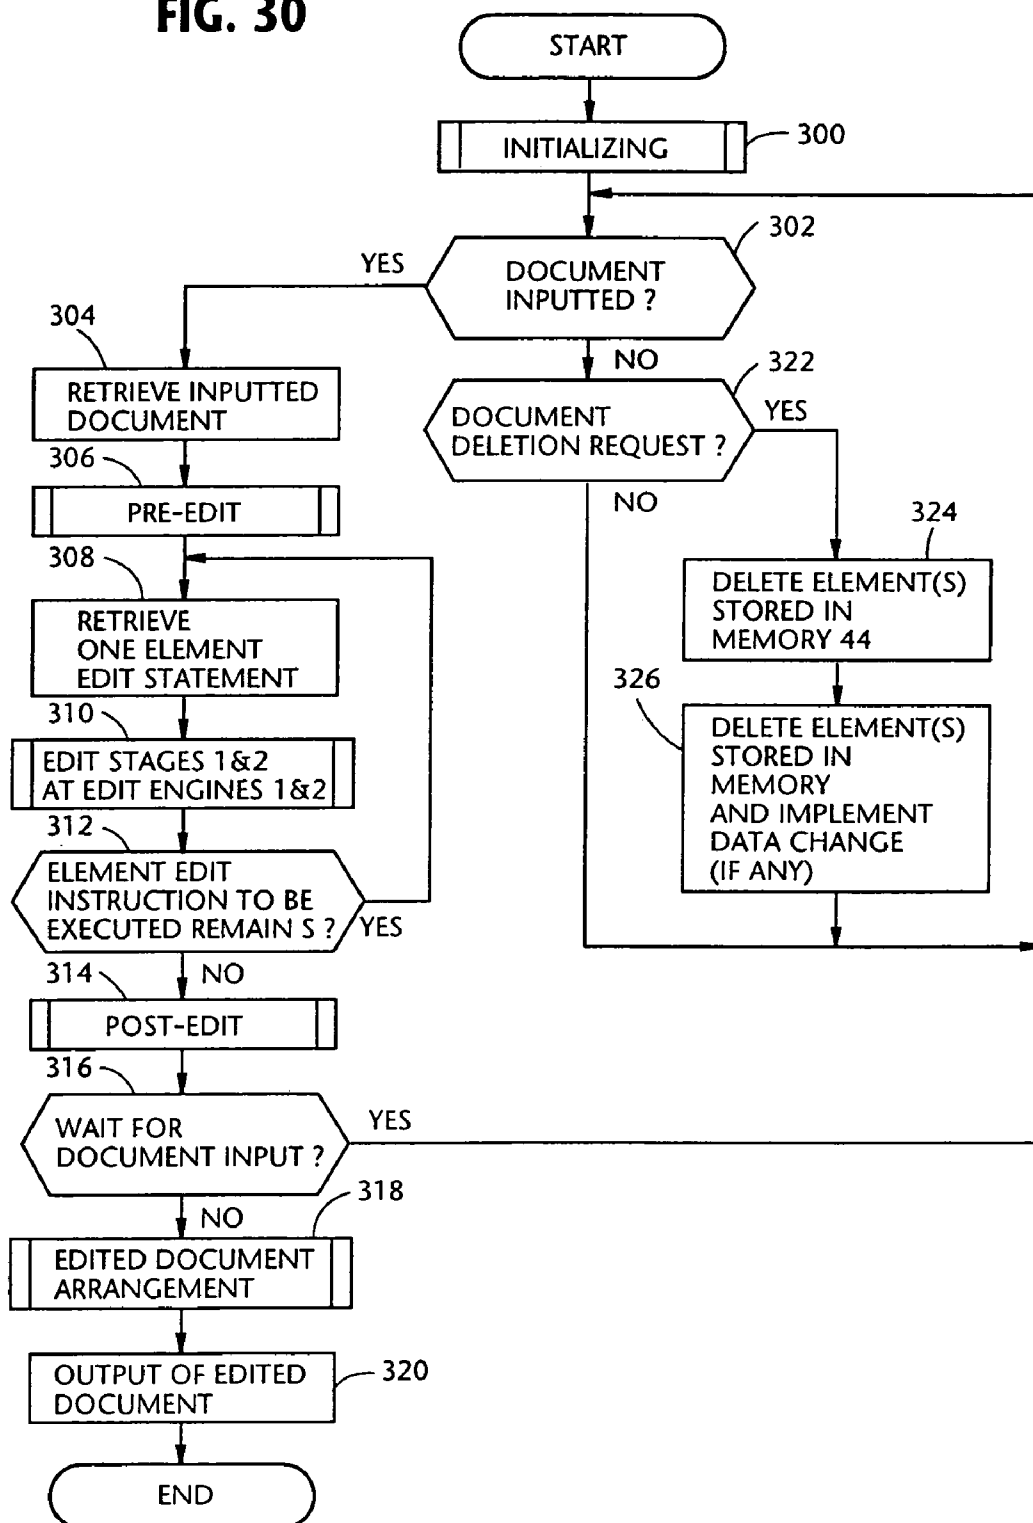 FIG. 30
START
INITIALIZING
300
302
DOCUMENT
INPUTTED ?
YES
NO
304
RETRIEVE INPUTTED
DOCUMENT
322
DOCUMENT
DELETION REQUEST ?
YES
NO
306
PRE-EDIT
308
RETRIEVE
ONE ELEMENT
EDIT STATEMENT
324
DELETE ELEMENT(S)
STORED IN
MEMORY 44
326
DELETE ELEMENT(S)
STORED IN
MEMORY
AND IMPLEMENT
DATA CHANGE
(IF ANY)
310
EDIT STAGES 1&2
AT EDIT ENGINES 1&2
312
ELEMENT EDIT
INSTRUCTION TO BE
EXECUTED REMAIN S ?
YES
NO
314
POST-EDIT
316
WAIT FOR
DOCUMENT INPUT ?
YES
NO
318
EDITED DOCUMENT
ARRANGEMENT
OUTPUT OF EDITED
DOCUMENT
320
END